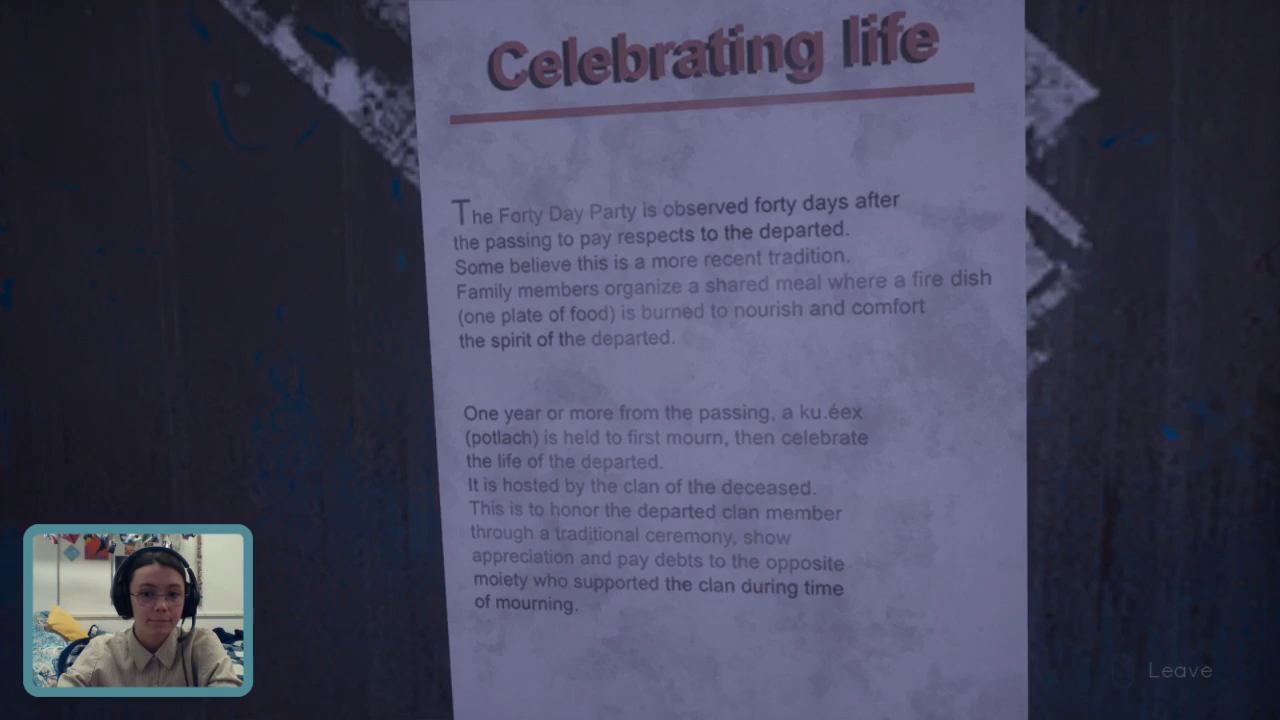 Celebrating life
The Forty Day Party is observed forty days after
the passing to pay respects to the departed.
Some believe this is a more recent tradition.
Family members organize a shared meal where a fire dish
(one plate of food) is burned to nourish and comfort
the spirit of the departed.
One year or more from the passing, a ku.éex
(potlach) is held to first mourn, then celebrate
the life of the departed.
It is hosted by the clan of the deceased.
This is to honor the departed clan member
through a traditional ceremony, show
appreciation and pay debts to the opposite
moiety who supported the clan during time
of mourning.
Leave